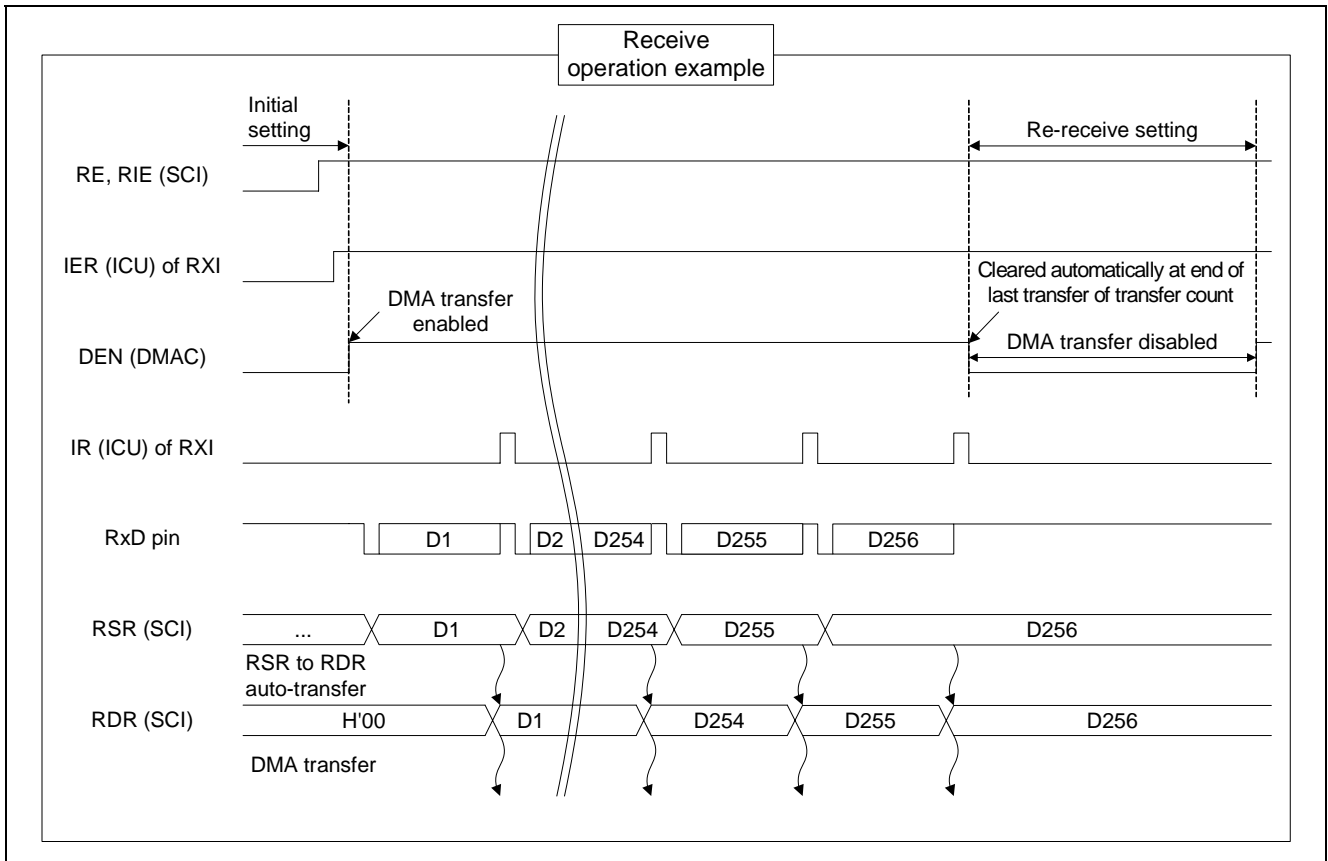 Receive
operation example
Initial
setting
Re-receive setting
RE, RIE (SCI)
IER (ICU) of RXI
Cleared automatically at end of
last transfer of transfer count
DMA transfer
enabled
DEN (DMAC)
DMA transfer disabled
IR (ICU) of RXI
RxD pin
D1
D2
D254
D255
D256
RSR (SCI)
...
D1
D2
D254
D255
D256
RSR to RDR
auto-transfer
RDR (SCI)
H'00
D1
D254
D255
D256
DMA transfer